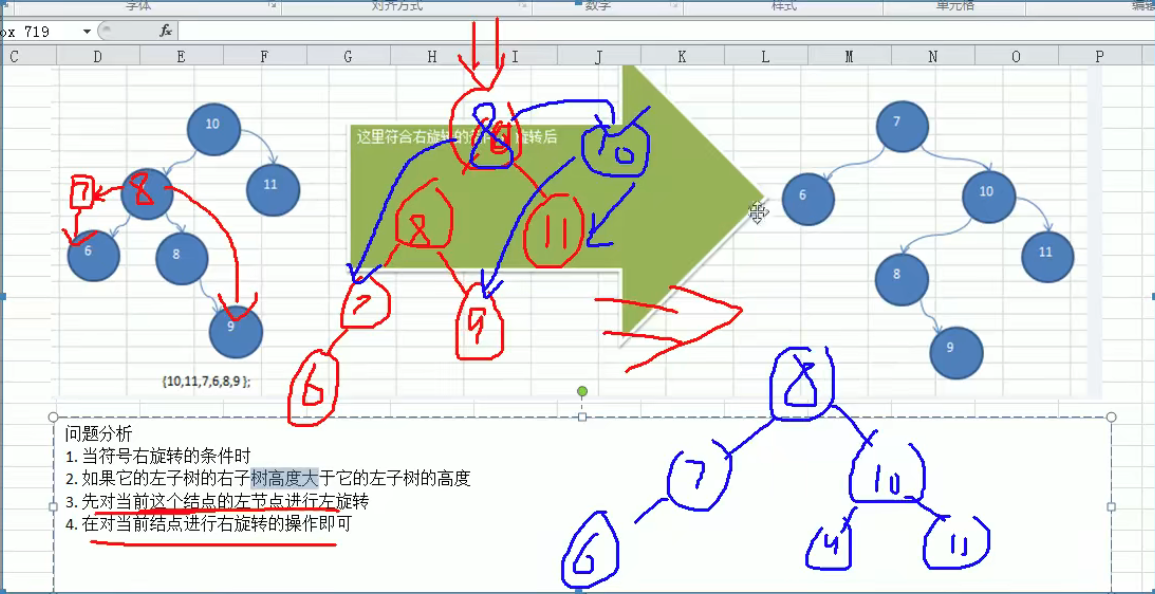 字体
对齐方式
数字
样式
单元格
编辑
ox 719
fx
C D E F G H I J K L M N O P
10
7 8 11
6 8
9
{10,11,7,6,8,9 };
这里符合右旋转的条件 旋转后
8 10
8 11
7 9
6
7
6 10
8 11
9
问题分析
1. 当符号右旋转的条件时
2. 如果它的左子树的右子树高度大于它的左子树的高度
3. 先对当前这个结点的左节点进行左旋转
4. 在对当前结点进行右旋转的操作即可
8
7 10
6 4 11